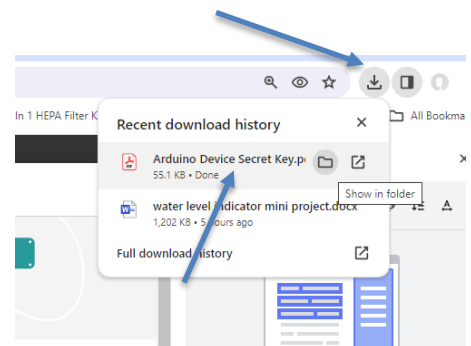 In 1 HEPA Filter K
All Bookma
Recent download history
Arduino Device Secret Key.p
55.1 KB • Done
Show in folder
water level indicator mini project.docx
1,202 KB • 5 hours ago
Full download history
A